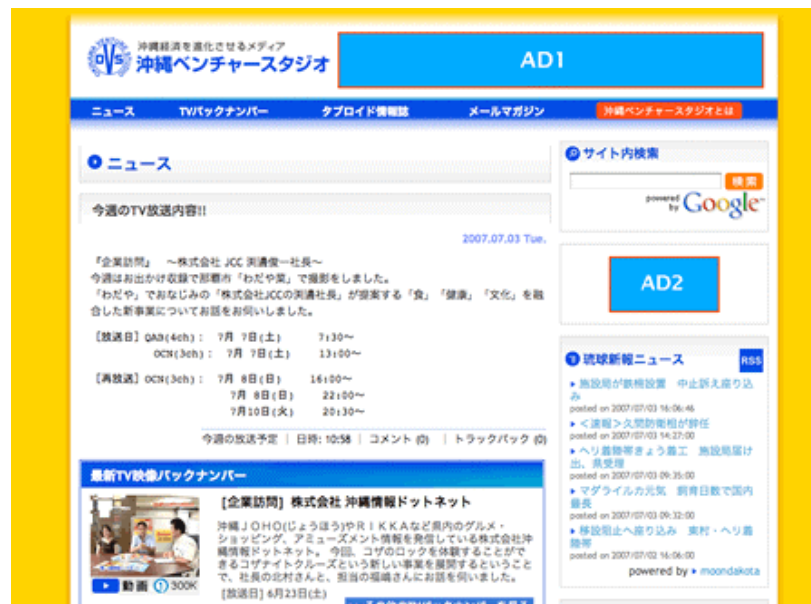 沖縄経済を進化させるメディア
沖縄ベンチャースタジオ
AD1
ニュース TVバックナンバー タブロイド情報誌 メールマガジン 沖縄ベンチャースタジオとは
ニュース
今週のTV放送内容!!
2007.07.03 Tue.
『企業訪問』 ～株式会社 JCC 渕邊俊一社長～
今週はお出かけ収録で那覇市「わだや菜」で撮影をしました。
「わだや」でおなじみの「株式会社JCCの渕邊社長」が提案する「食」「健康」「文化」を融
合した新事業についてお話をお伺いしました。
[放送日] QAB(4ch): 7月 7日(土) 7:30～
OCN(3ch): 7月 7日(土) 13:00～
[再放送] OCN(3ch): 7月 8日(日) 16:00～
7月 8日(日) 22:00～
7月10日(火) 20:30～
今週の放送予定 | 日時: 10:58 | コメント (0) | トラックバック (0)
最新TV映像バックナンバー
[企業訪問] 株式会社 沖縄情報ドットネット
沖縄ＪＯＨＯ(じょうほう)やＰＲＩＫＫＡなど県内のグルメ・
ショッピング、アミューズメント情報を発信している株式会社沖
縄情報ドットネット。 今回、コザのロックを体験することがで
きるコザナイトクルーズという新しい事業を展開するということ
で、社長の北村さんと、担当の福嶋さんにお話を伺いました。
[放送日] 6月23日(土)
動画 ① 300K
サイト内検索
検索
powered by Google
AD2
琉球新報ニュース RSS
施設局が鉄柵設置 中止訴え座り込
み
posted on 2007/07/03 16:06:46
＜速報＞久間防衛相が辞任
posted on 2007/07/03 14:27:00
ヘリ着陸帯きょう着工 施設局届け
出、県受理
posted on 2007/07/03 09:35:00
マダライルカ元気 飼育日数で国内
最長
posted on 2007/07/03 09:32:00
移設阻止へ座り込み 東村・ヘリ着
陸帯
posted on 2007/07/02 16:06:00
powered by moondakota